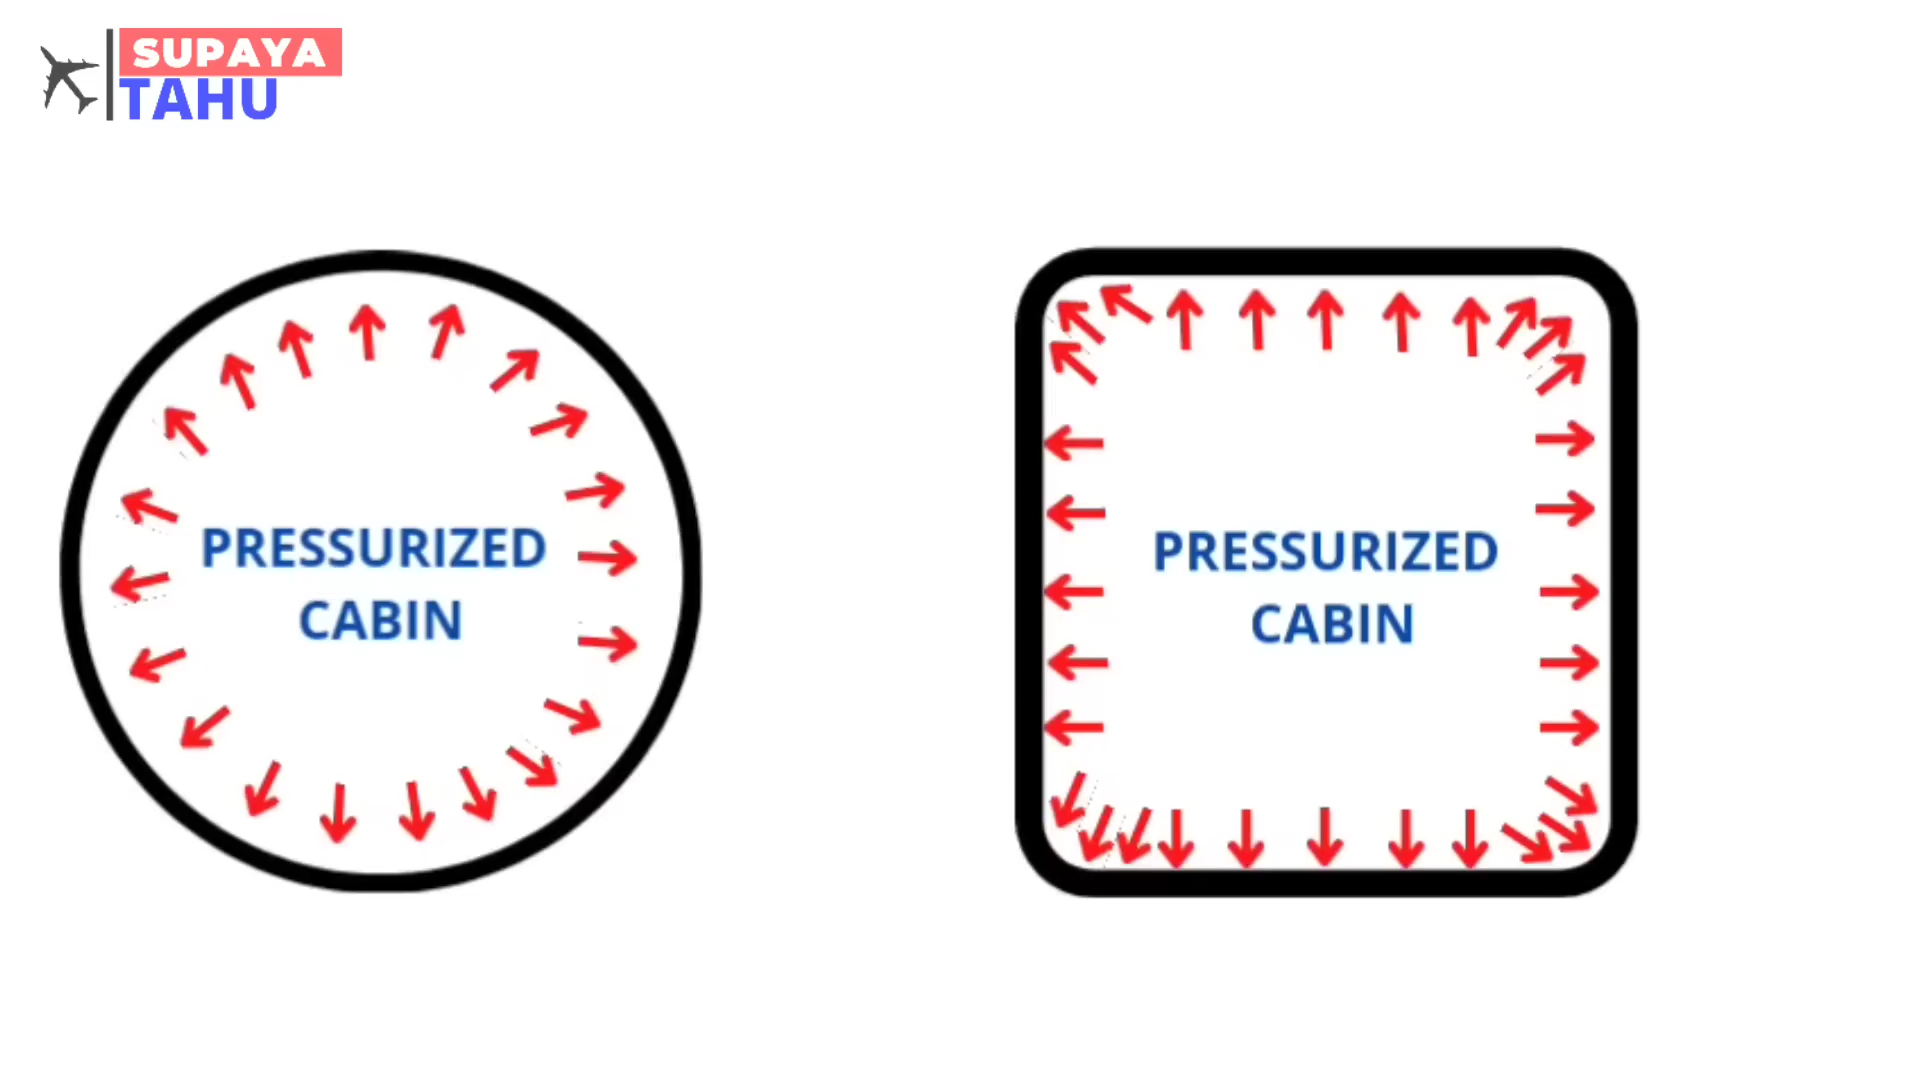 SUPAYA
TAHU
PRESSURIZED
CABIN
PRESSURIZED
CABIN